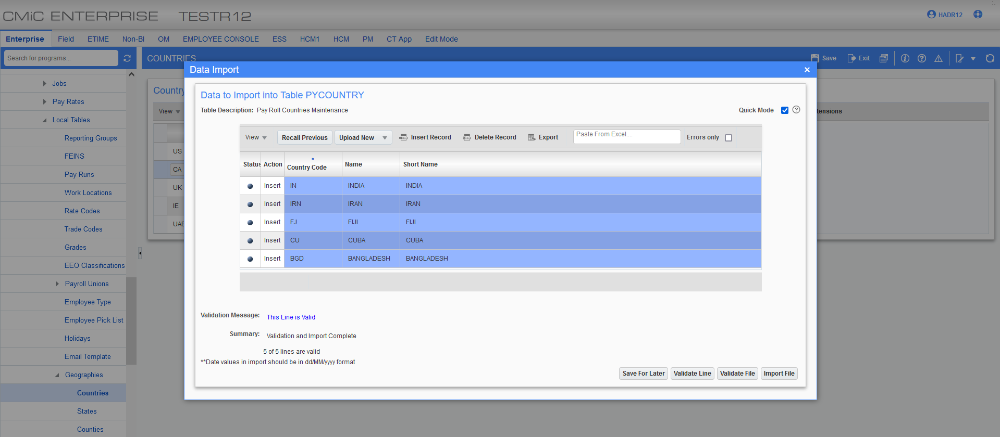 CMiC ENTERPRISE TESTR12
HADR12
Enterprise Field ETIME Non-BI OM EMPLOYEE CONSOLE ESS HCM1 HCM PM CT App Edit Mode
Search for programs...
COUNTRIES
Save Exit
Jobs
Pay Rates
Local Tables
Reporting Groups
FEINS
Pay Runs
Work Locations
Rate Codes
Trade Codes
Grades
EEO Classifications
Payroll Unions
Employee Type
Employee Pick List
Holidays
Email Template
Geographies
Countries
States
Counties
Country
View
US
CA
UK
IE
UAE
tensions
Data Import
Data to Import into Table PYCOUNTRY
Table Description: Pay Roll Countries Maintenance
Quick Mode
View Recall Previous Upload New Insert Record Delete Record Export Paste From Excel.... Errors only
Status Action * Country Code Name Short Name
Insert IN INDIA INDIA
Insert IRN IRAN IRAN
Insert FJ FIJI FIJI
Insert CU CUBA CUBA
Insert BGD BANGLADESH BANGLADESH
Validation Message: This Line is Valid
Summary: Validation and Import Complete
5 of 5 lines are valid
**Date values in import should be in dd/MM/yyyy format
Save For Later Validate Line Validate File Import File